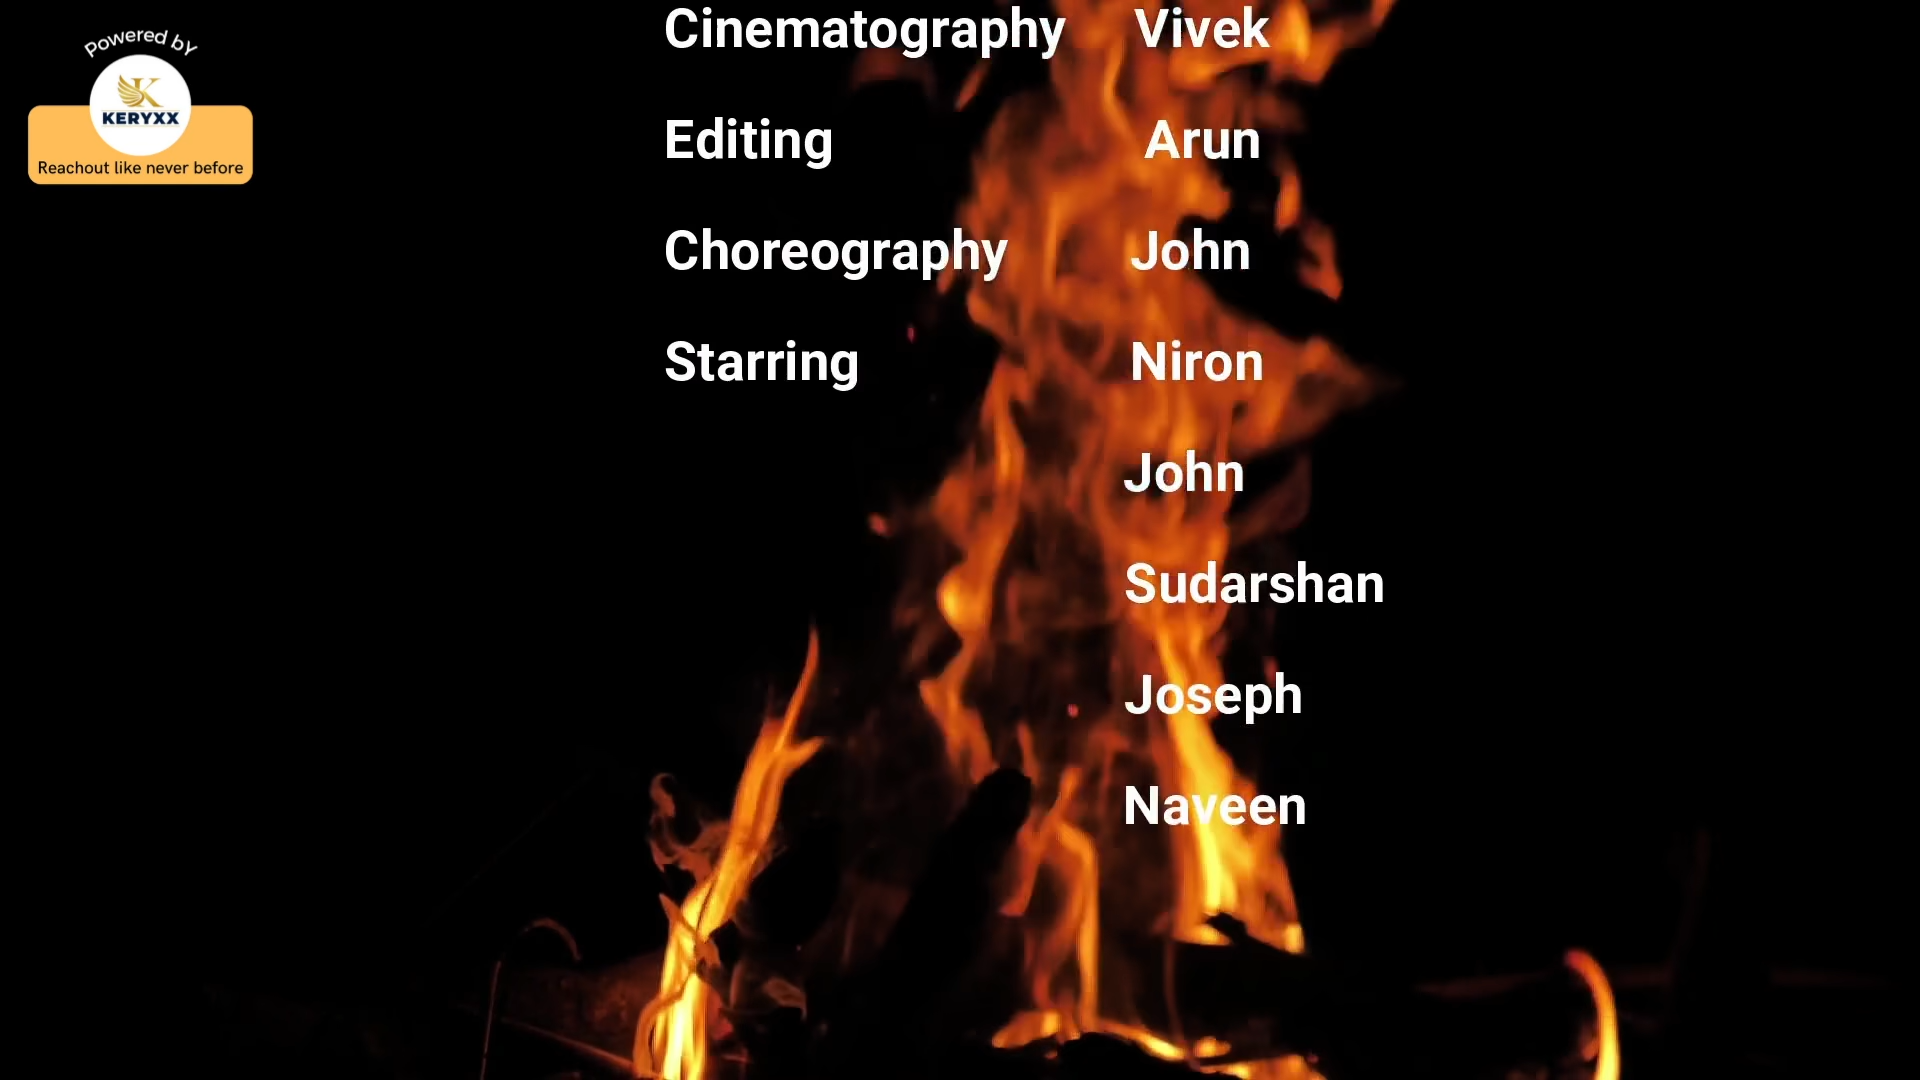 Powered bY
K
KERYXX
Reachout like never before
Cinematography Vivek
Editing Arun
Choreography John
Starring Niron
John
Sudarshan
Joseph
Naveen